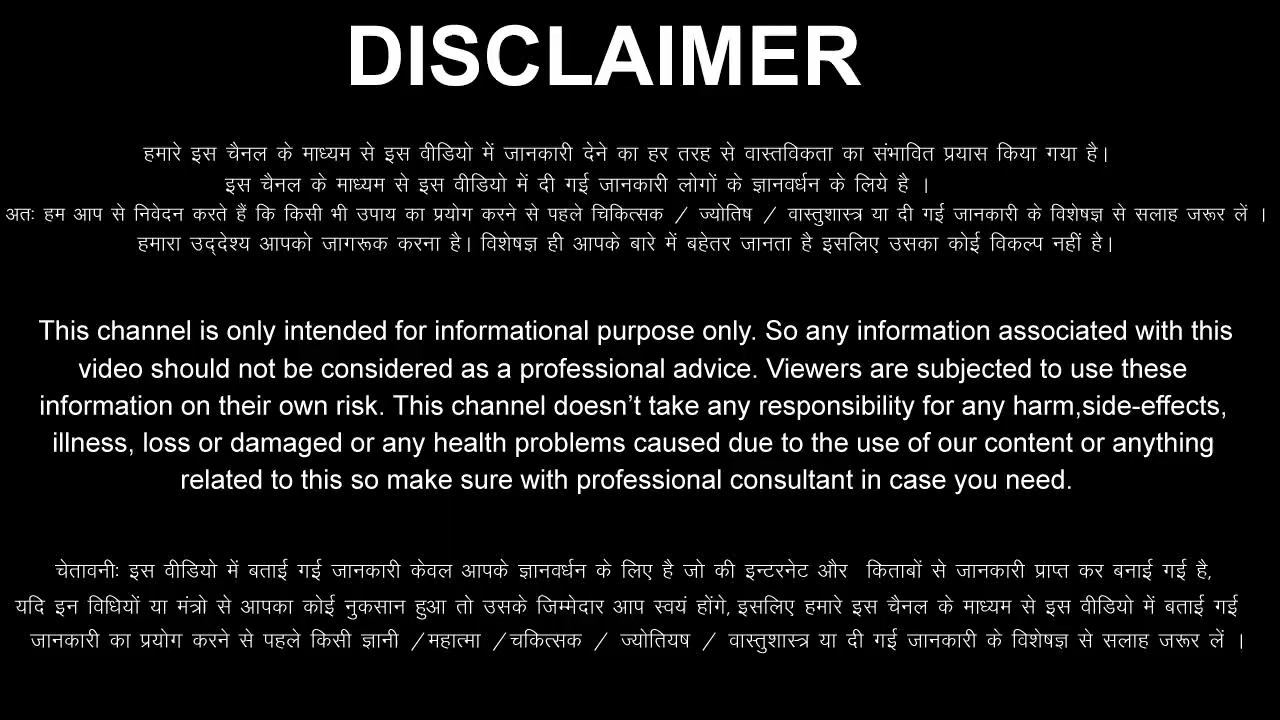 DISCLAIMER
हमारे इस चैनल के माध्यम से इस वीडियो में जानकारी देने का हर तरह से वास्तविकता का संभावित प्रयास किया गया है।
इस चैनल के माध्यम से इस वीडियो में दी गई जानकारी लोगों के ज्ञानवर्धन के लिये है ।
अतः हम आप से निवेदन करते हैं कि किसी भी उपाय का प्रयोग करने से पहले चिकित्सक / ज्योतिष / वास्तुशास्त्र या दी गई जानकारी के विशेषज्ञ से सलाह जरूर लें ।
हमारा उद्देश्य आपको जागरूक करना है। विशेषज्ञ ही आपके बारे में बहेतर जानता है इसलिए उसका कोई विकल्प नहीं है।
This channel is only intended for informational purpose only. So any information associated with this
video should not be considered as a professional advice. Viewers are subjected to use these
information on their own risk. This channel doesn’t take any responsibility for any harm,side-effects,
illness, loss or damaged or any health problems caused due to the use of our content or anything
related to this so make sure with professional consultant in case you need.
चेतावनीः इस वीडियो में बताई गई जानकारी केवल आपके ज्ञानवर्धन के लिए है जो की इन्टरनेट और किताबों से जानकारी प्राप्त कर बनाई गई है,
यदि इन विधियों या मंत्रो से आपका कोई नुकसान हुआ तो उसके जिम्मेदार आप स्वयं होंगे, इसलिए हमारे इस चैनल के माध्यम से इस वीडियो में बताई गई
जानकारी का प्रयोग करने से पहले किसी ज्ञानी /महात्मा /चकित्सक / ज्योतियष / वास्तुशास्त्र या दी गई जानकारी के विशेषज्ञ से सलाह जरूर लें ।